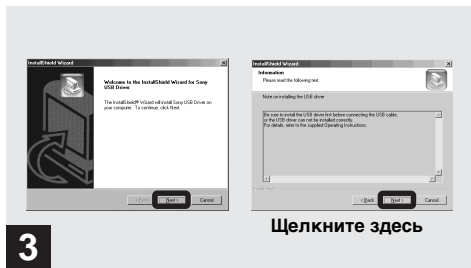 InstallShield Wizard
Welcome to the InstallShield Wizard for Sony
USB Driver
The InstallShield® Wizard will install Sony USB Driver on
your computer. To continue, click Next.
< Back
Next >
Cancel
InstallShield Wizard
Information
Please read the following text.
Note on installing the USB driver
Be sure to install the USB driver first before connecting the USB cable,
or the USB driver can not be installed correctly.
For details, refer to the supplied Operating Instructions.
InstallShield
< Back
Next >
Cancel
Щелкните здесь
3